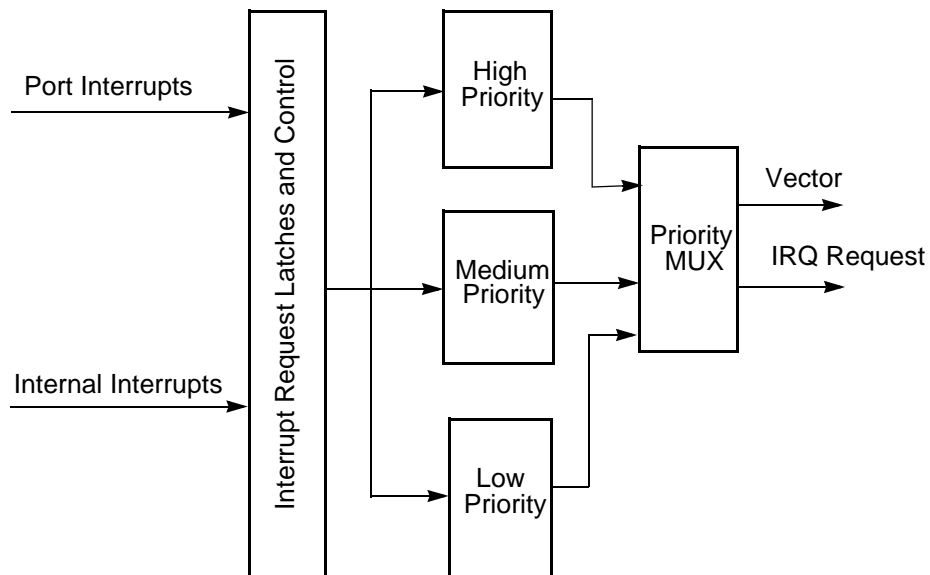 Port Interrupts
Internal Interrupts
Interrupt Request Latches and Control
High
Priority
Medium
Priority
Low
Priority
Priority
MUX
Vector
IRQ Request